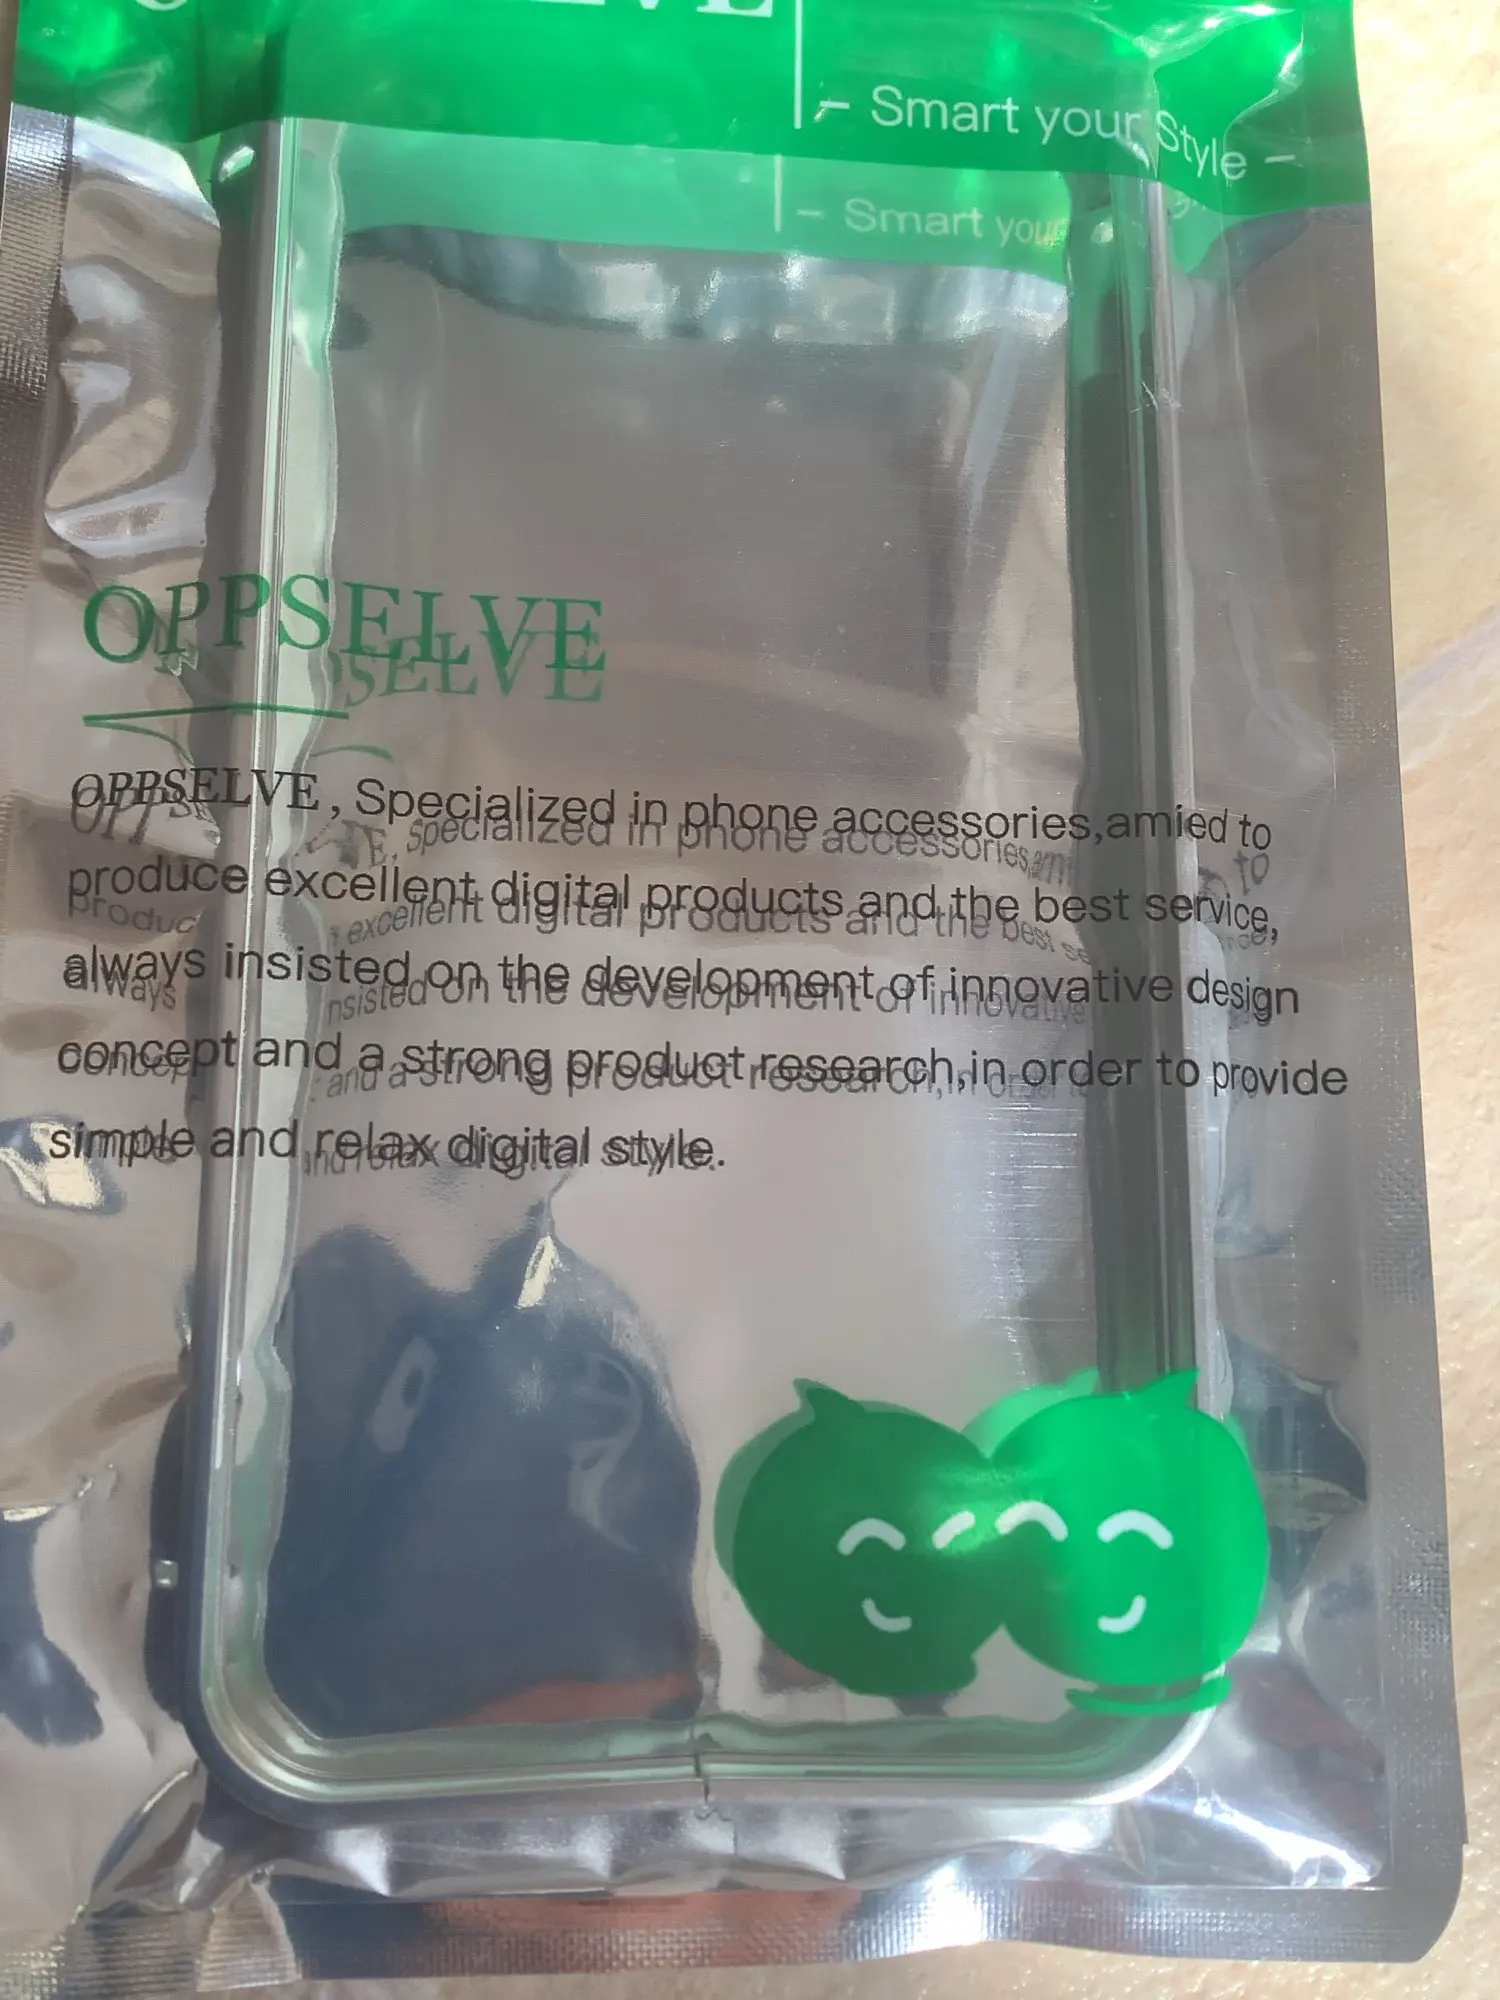 - Smart your Style -
OPPSELVE
OPPSELVE, Specialized in phone accessories,amied to
produce excellent digital products and the best service,
always insisted on the development of innovative design
concept and a strong product research,in order to provide
simple and relax digital style.